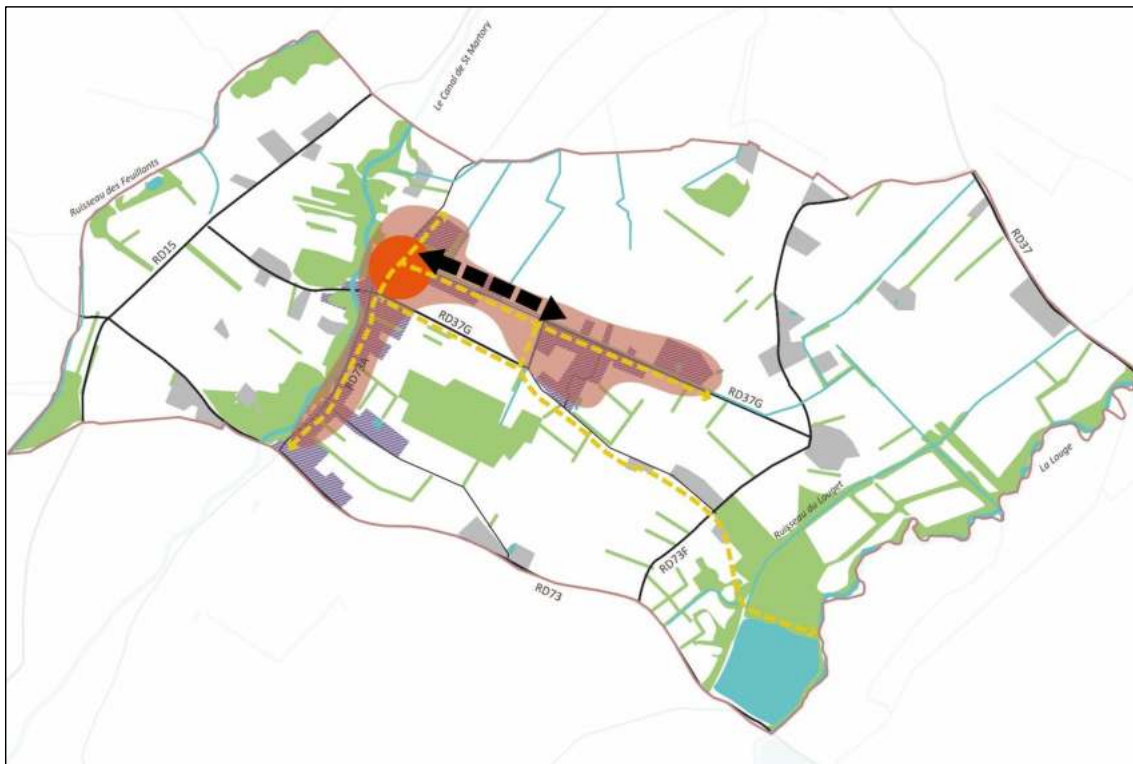 Le Canal de St Martory
Ruisseau des Feuillants
RD15
RD37
RD37G
RD73A
RD37G
La Louge
Ruisseau du Louget
RD73F
RD73